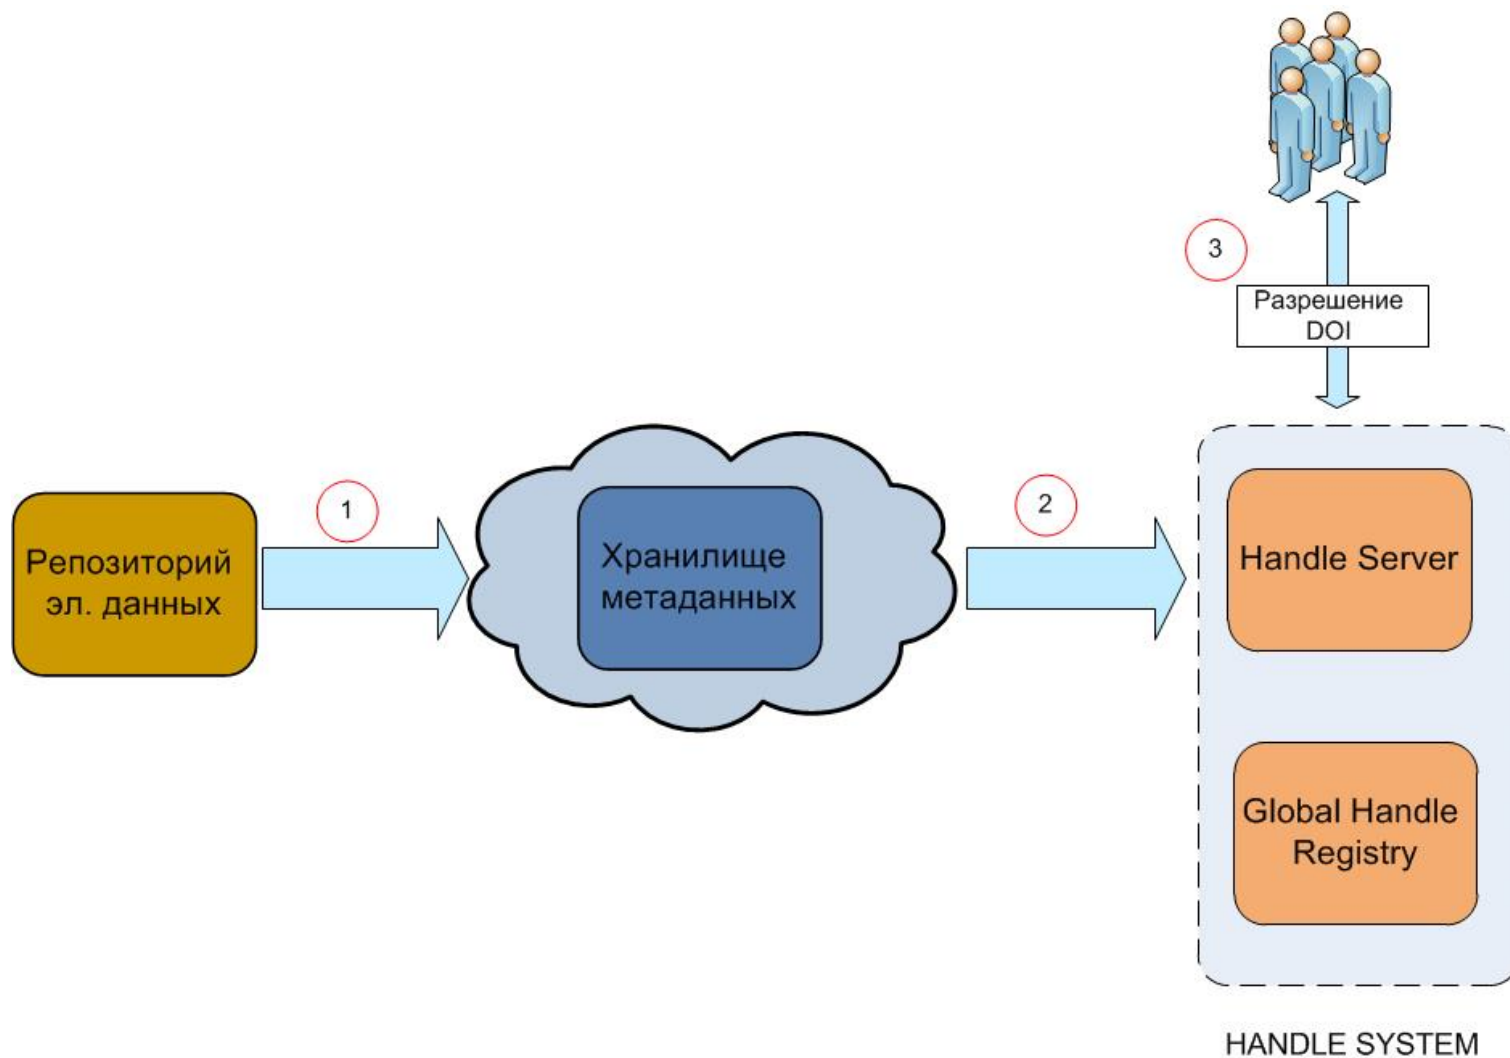 3
Разрешение
DOI
1
2
Репозиторий
эл. данных
Хранилище
метаданных
Handle Server
Global Handle
Registry
HANDLE SYSTEM